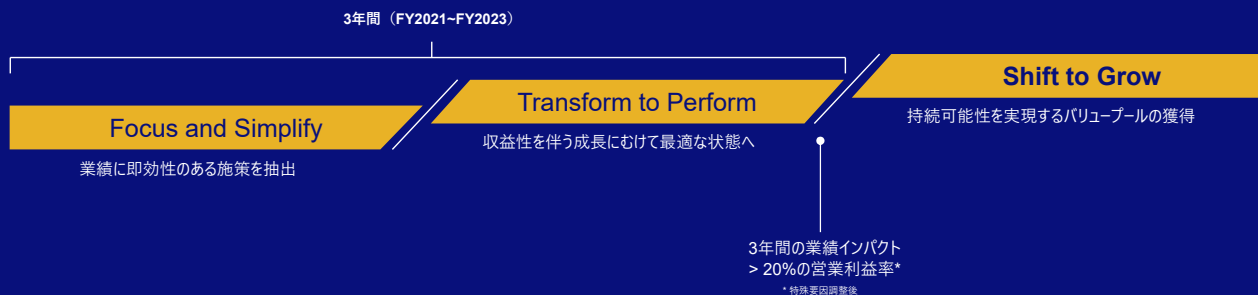 3年間（FY2021~FY2023）
Focus and Simplify
業績に即効性のある施策を抽出
Transform to Perform
収益性を伴う成長にむけて最適な状態へ
Shift to Grow
持続可能性を実現するバリュープールの獲得
3年間の業績インパクト
> 20%の営業利益率*
* 特殊要因調整後